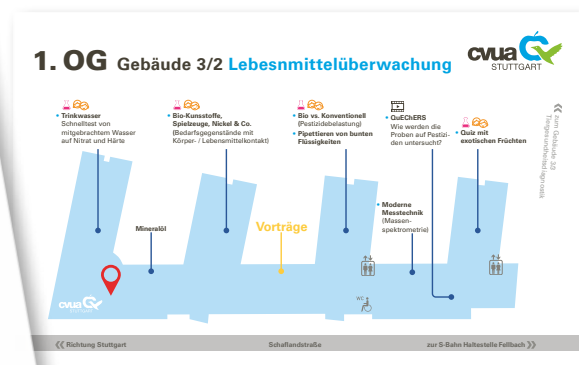 1. OG Gebäude 3/2 Lebesnmittelüberwachung
cvua
STUTTGART
• Trinkwasser
Schnelltest von
mitgebrachtem Wasser
auf Nitrat und Härte
• Bio-Kunstoffe,
Spielzeuge, Nickel & Co.
(Bedarfsgegenstände mit
Körper- / Lebensmittelkontakt)
• Bio vs. Konventionell
(Pestizidebelastung)
• Pipettieren von bunten
Flüssigkeiten
• QuEChERS
Wie werden die
Proben auf Pestizi-
den untersucht?
• Quiz mit
exotischen Früchten
《 zum Gebäude 3/3
Tiergesundheitsdiagnostik
Mineralöl
Vorträge
• Moderne
Messtechnik
(Massen-
spektrometrie)
WC
cvua
STUTTGART
《 Richtung Stuttgart
Schaflandstraße
zur S-Bahn Haltestelle Fellbach 》